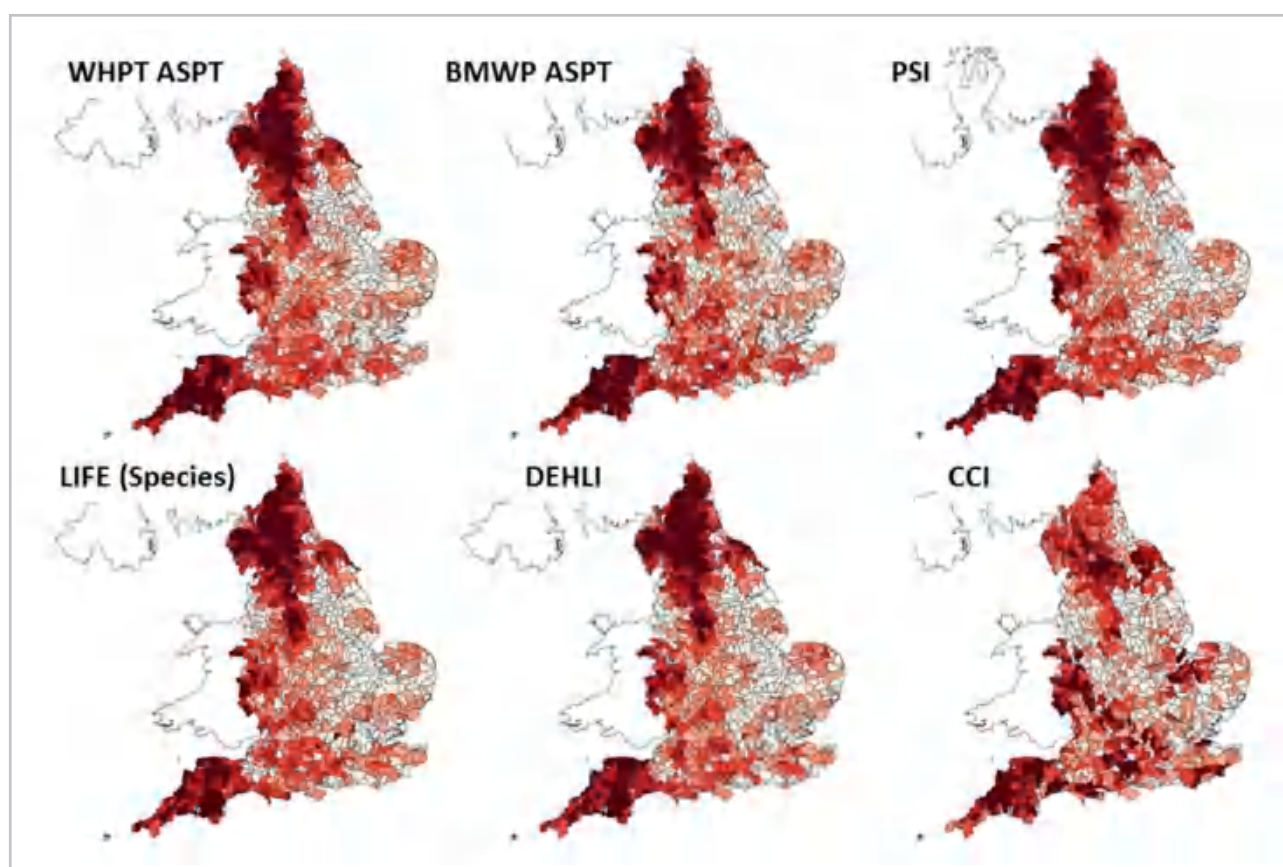 WHPT ASPT
BMWP ASPT
PSI
LIFE (Species)
DEHLI
CCI